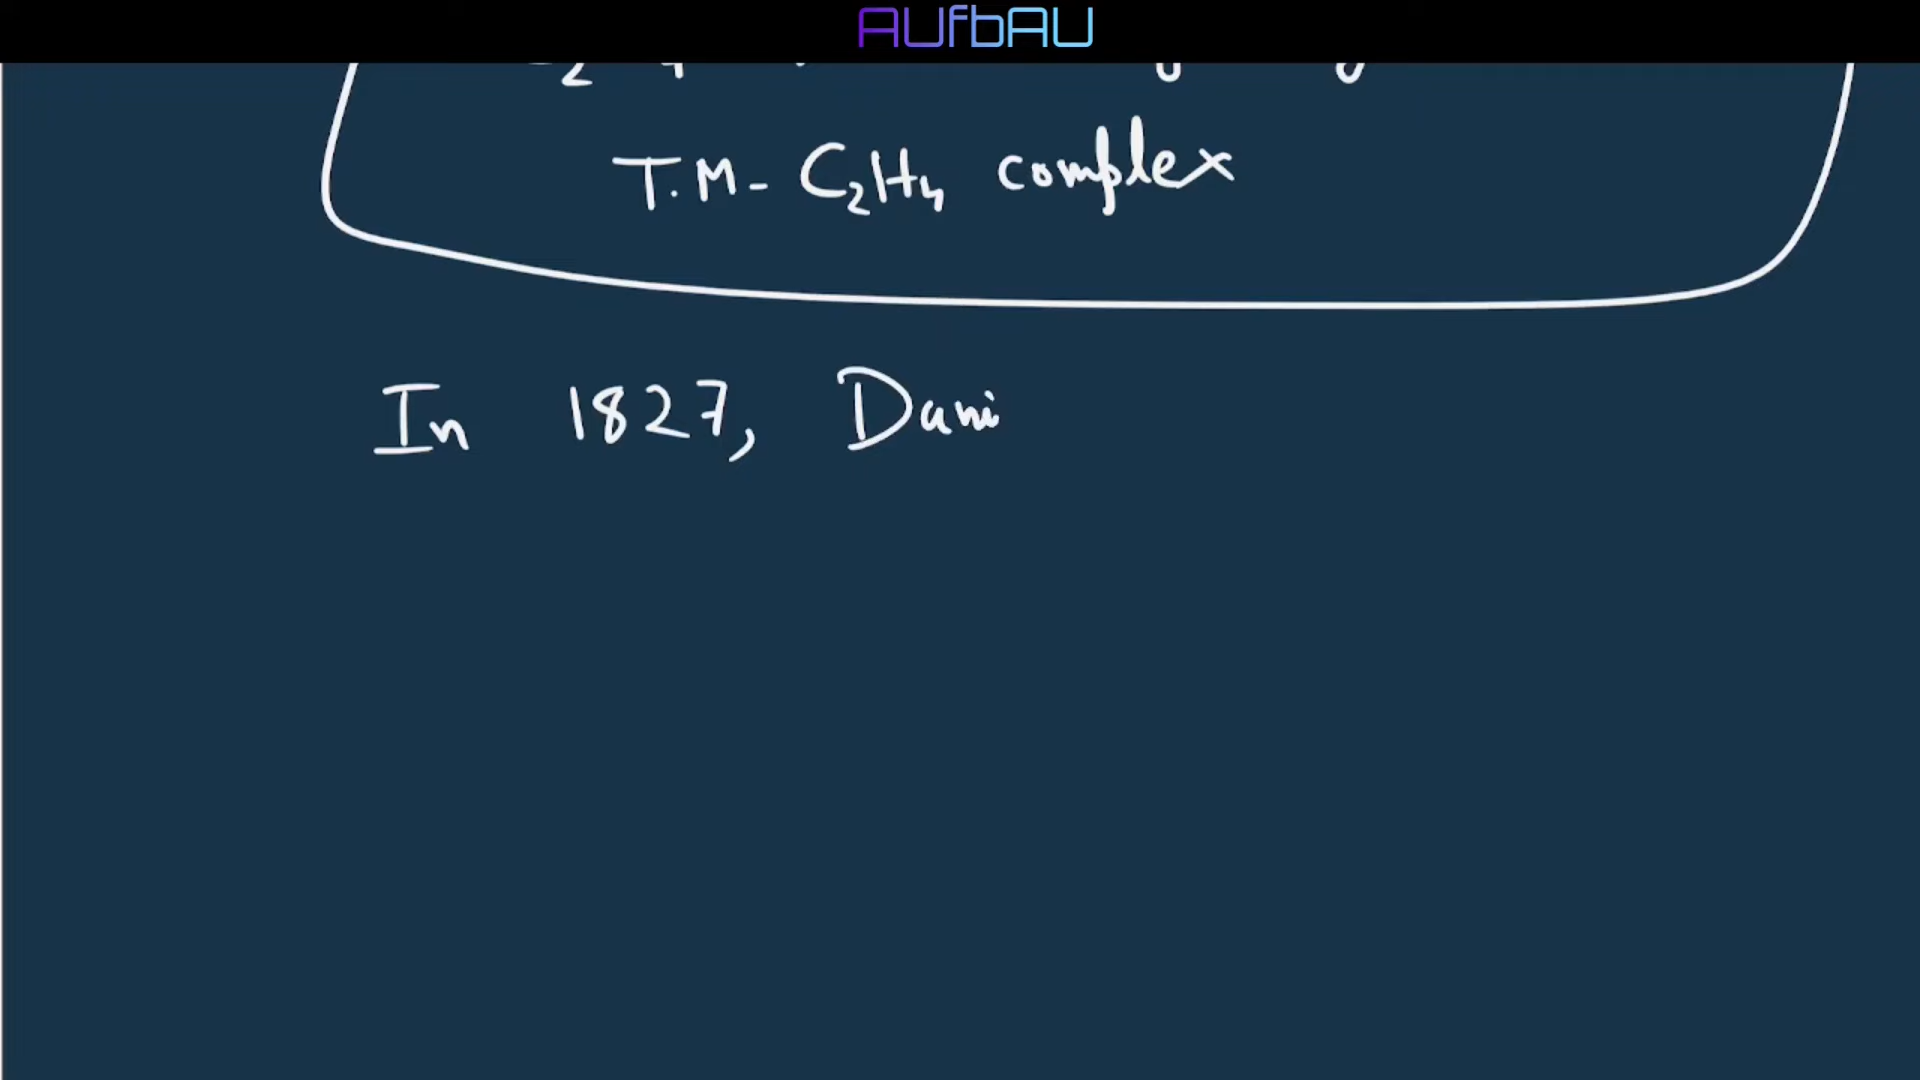 AUfbAU
T.M- C₂H₄ complex
In 1827, Dani